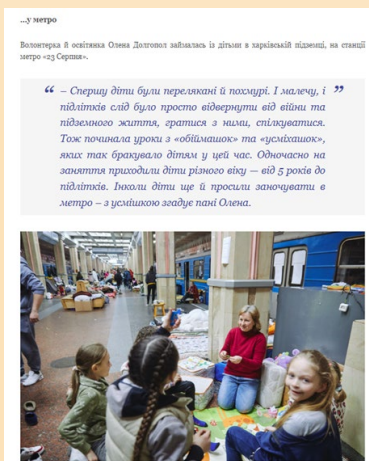 ...у метро
Волонтерка й освітянка Олена Долгопол займалась із дітьми в харківській підземці, на станції
метро «23 Серпня».
“ – Спершу діти були перелякані й похмурі. І малечу, і ”
підлітків слід було просто відвернути від війни та
підземного життя, гратися з ними, спілкуватися.
Тож починала уроки з «обіймашок» та «усміхашок»,
яких так бракувало дітям у цей час. Одночасно на
заняття приходили діти різного віку — від 5 років до
підлітків. Інколи діти ще й просили заночувати в
метро – з усмішкою згадує пані Олена.